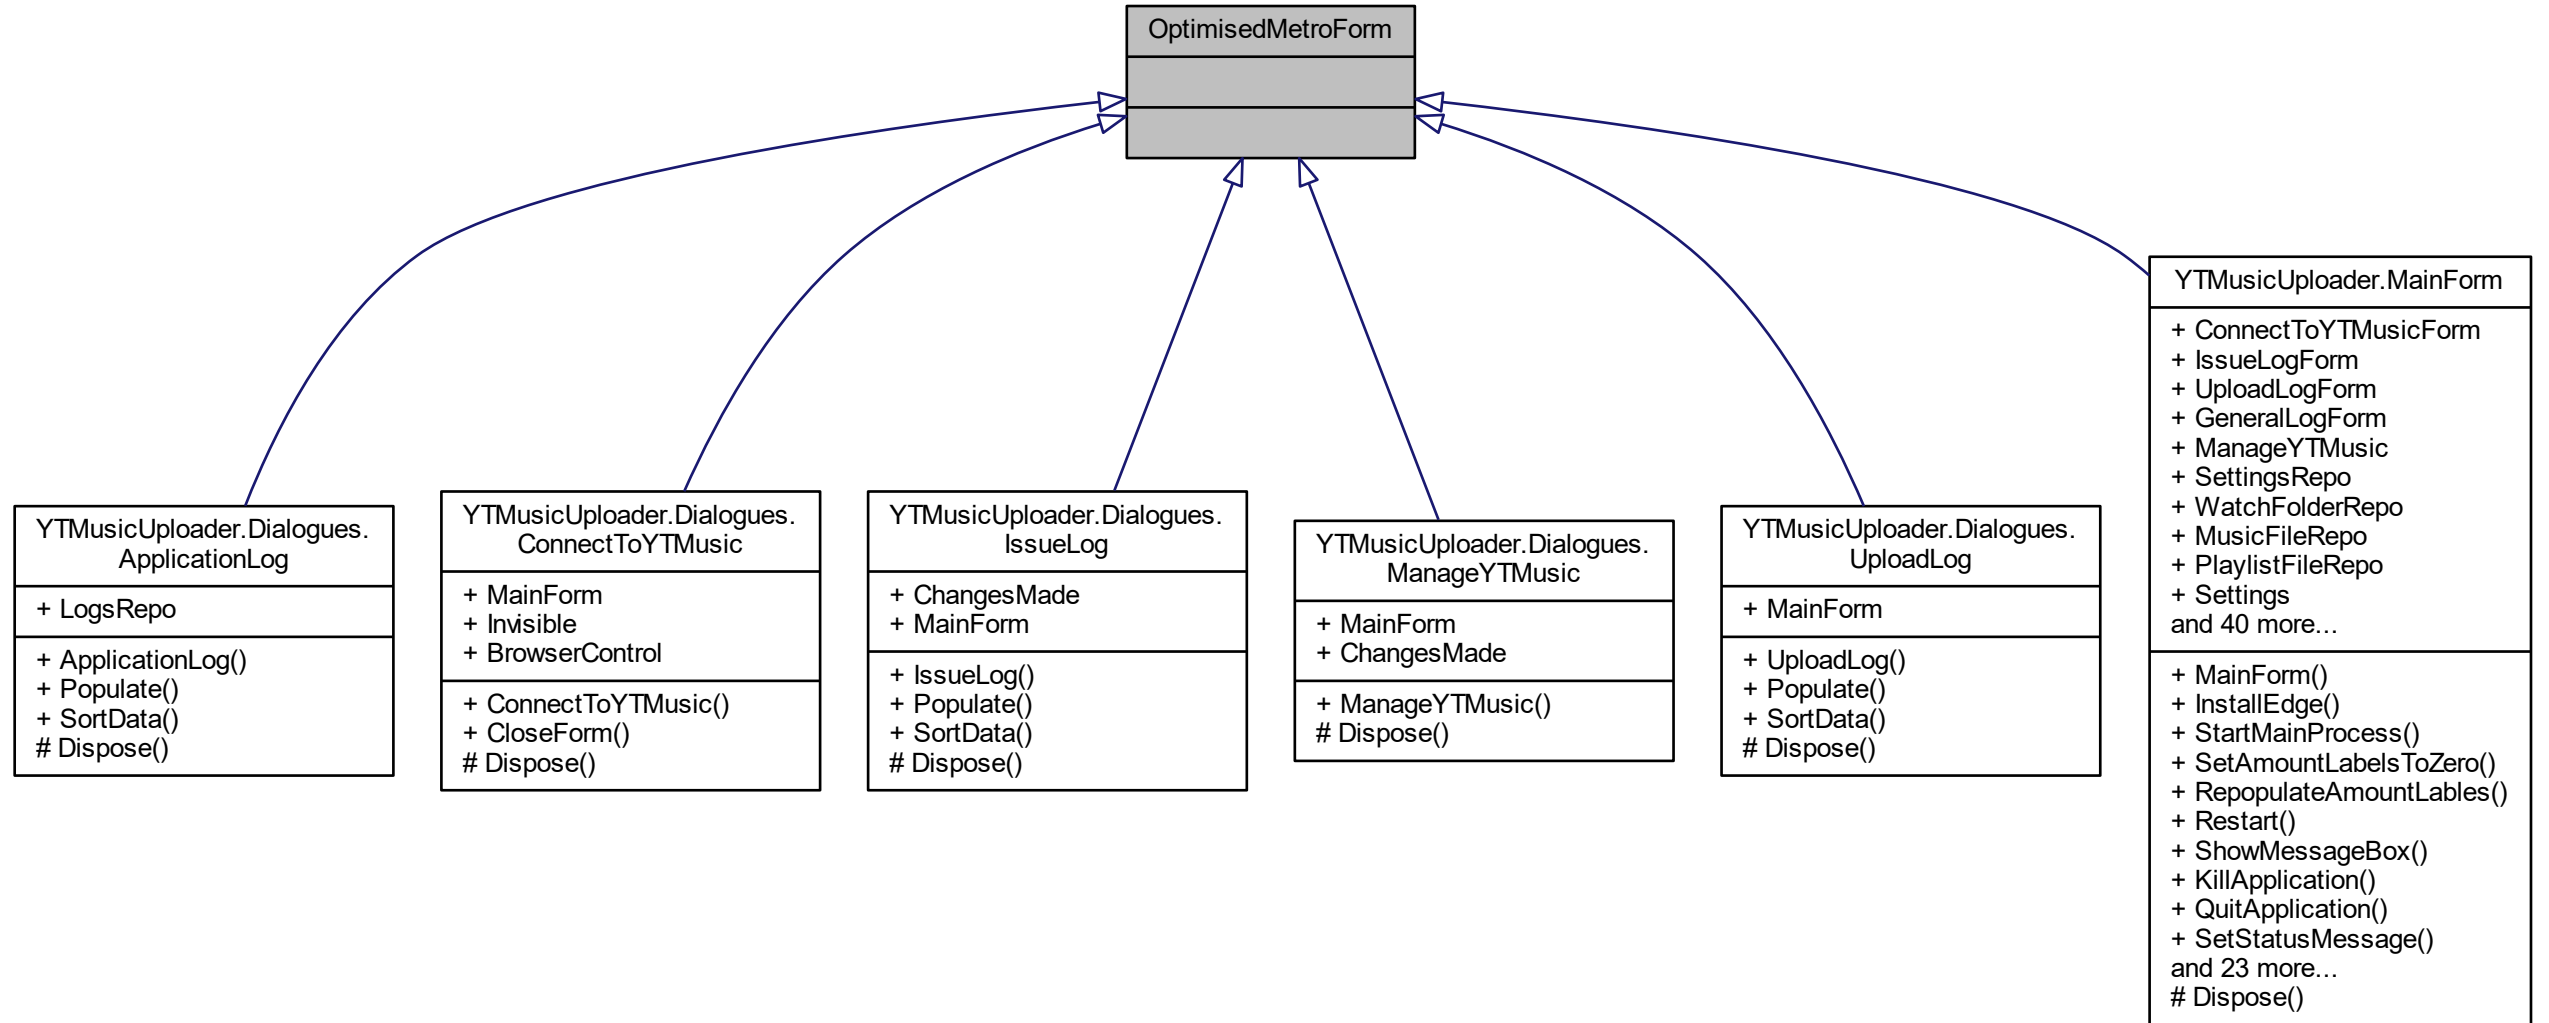 OptimisedMetroForm
YTMusicUploader.Dialogues.
ApplicationLog
+ LogsRepo
+ ApplicationLog()
+ Populate()
+ SortData()
# Dispose()
YTMusicUploader.Dialogues.
ConnectToYTMusic
+ MainForm
+ Invisible
+ BrowserControl
+ ConnectToYTMusic()
+ CloseForm()
# Dispose()
YTMusicUploader.Dialogues.
IssueLog
+ ChangesMade
+ MainForm
+ IssueLog()
+ Populate()
+ SortData()
# Dispose()
YTMusicUploader.Dialogues.
ManageYTMusic
+ MainForm
+ ChangesMade
+ ManageYTMusic()
# Dispose()
YTMusicUploader.Dialogues.
UploadLog
+ MainForm
+ UploadLog()
+ Populate()
+ SortData()
# Dispose()
YTMusicUploader.MainForm
+ ConnectToYTMusicForm
+ IssueLogForm
+ UploadLogForm
+ GeneralLogForm
+ ManageYTMusic
+ SettingsRepo
+ WatchFolderRepo
+ MusicFileRepo
+ PlaylistFileRepo
+ Settings
and 40 more...
+ MainForm()
+ InstallEdge()
+ StartMainProcess()
+ SetAmountLabelsToZero()
+ RepopulateAmountLables()
+ Restart()
+ ShowMessageBox()
+ KillApplication()
+ QuitApplication()
+ SetStatusMessage()
and 23 more...
# Dispose()